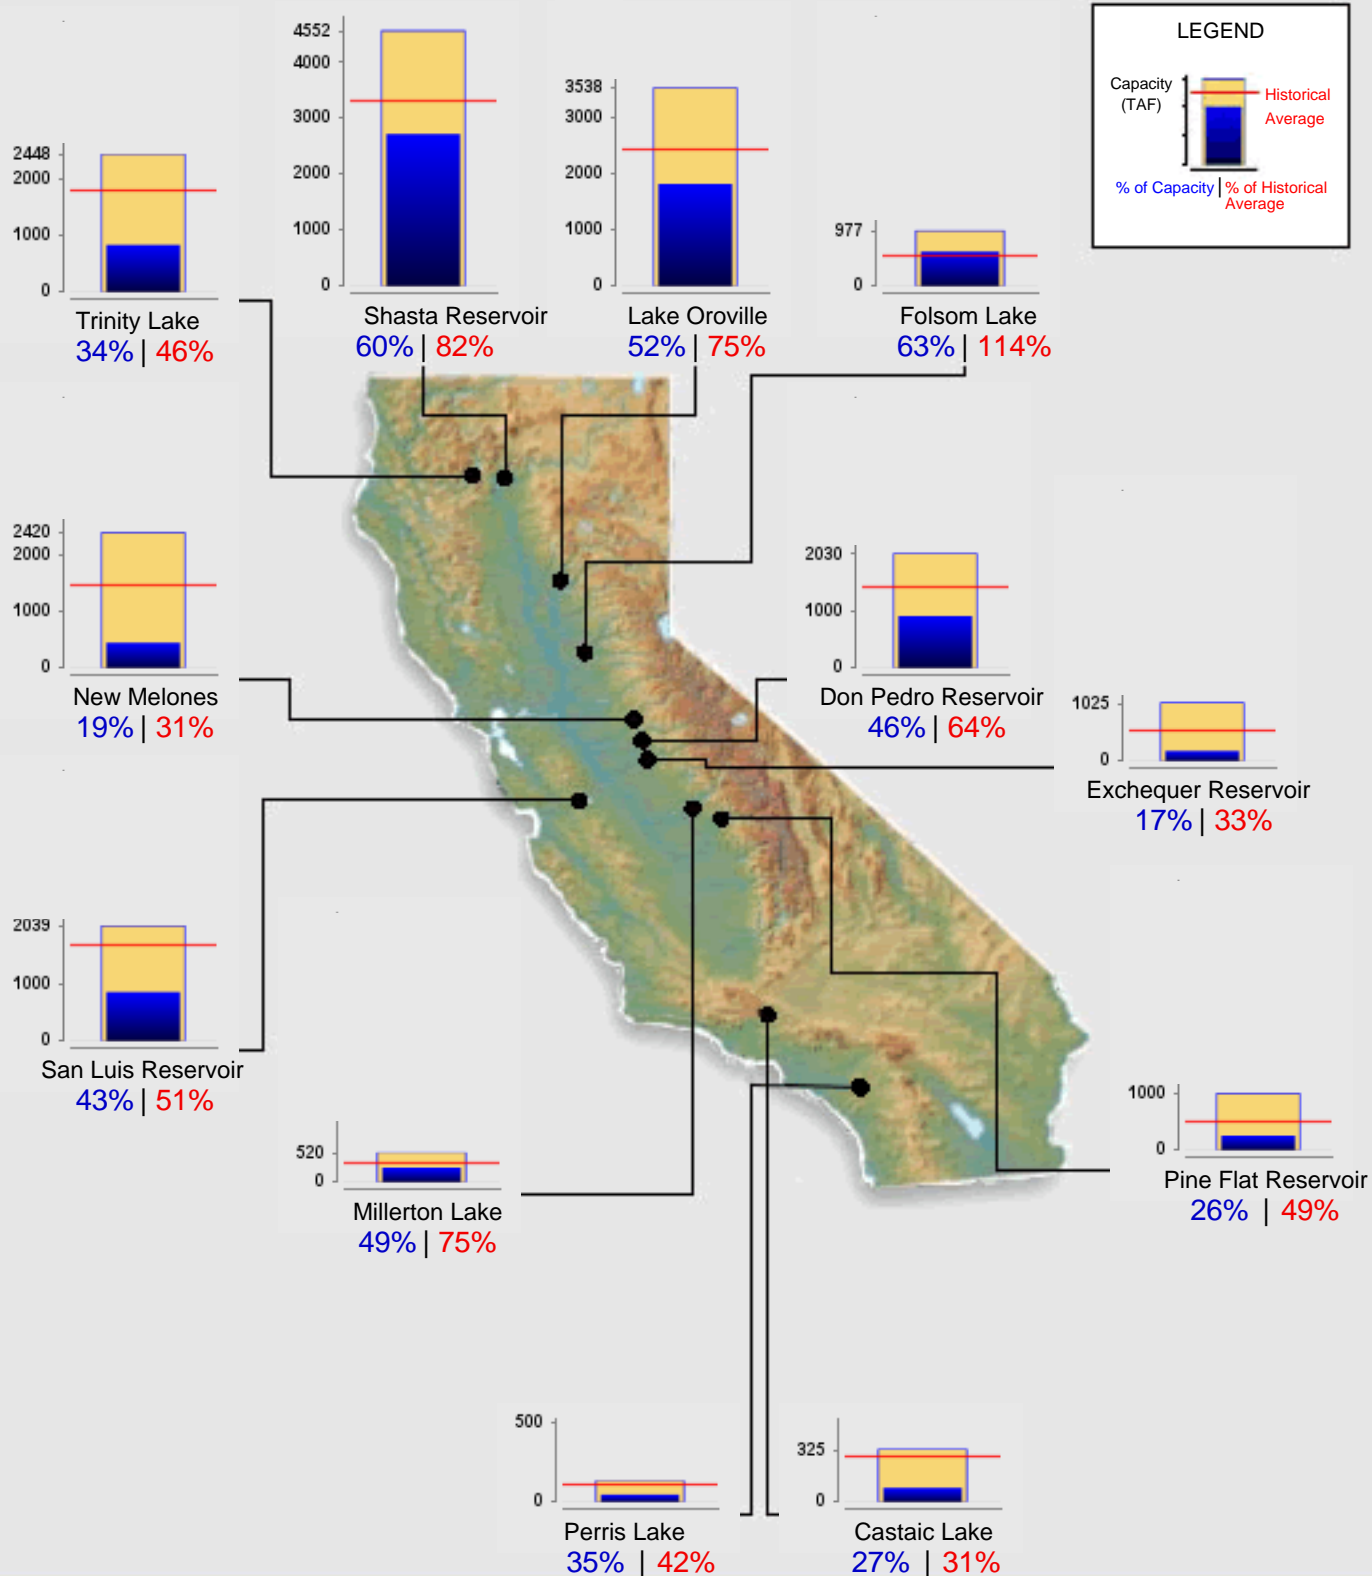 LEGEND
Capacity
(TAF)
Historical
Average
% of Capacity | % of Historical
Average
2448
2000
1000
0
Trinity Lake
34% | 46%
4552
4000
3000
2000
1000
0
Shasta Reservoir
60% | 82%
3538
3000
2000
1000
0
Lake Oroville
52% | 75%
977
0
Folsom Lake
63% | 114%
2420
2000
1000
0
New Melones
19% | 31%
2030
1000
0
Don Pedro Reservoir
46% | 64%
1025
0
Exchequer Reservoir
17% | 33%
2039
1000
0
San Luis Reservoir
43% | 51%
520
0
Millerton Lake
49% | 75%
1000
0
Pine Flat Reservoir
26% | 49%
500
0
Perris Lake
35% | 42%
325
0
Castaic Lake
27% | 31%